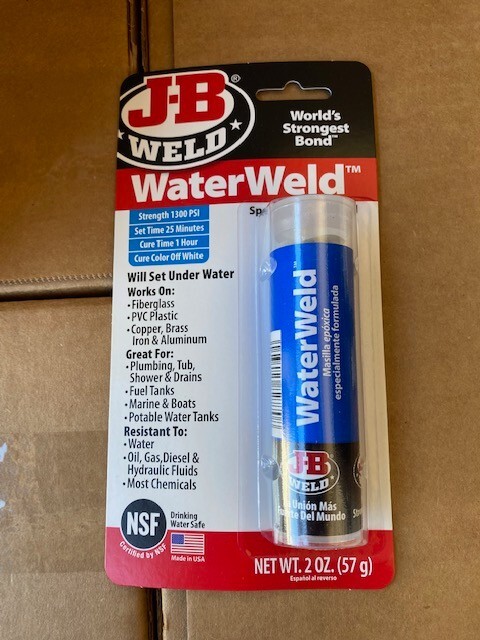 J-B®
WELD
World's
Strongest
Bond™
WaterWeld™
Strength 1300 PSI
Set Time 25 Minutes
Cure Time 1 Hour
Cure Color Off White
Will Set Under Water
Works On:
•Fiberglass
•PVC Plastic
•Copper, Brass
Iron & Aluminum
Great For:
•Plumbing, Tub,
Shower & Drains
•Fuel Tanks
•Marine & Boats
•Potable Water Tanks
Resistant To:
•Water
•Oil, Gas,Diesel &
Hydraulic Fluids
•Most Chemicals
NSF
Certified by NSF
Drinking
Water Safe
Made in USA
WaterWeld™
Masilla epóxica
especialmente formulada
J-B
WELD
Unión Más
Del Mundo
NET WT. 2 OZ. (57 g)
Español al reverso